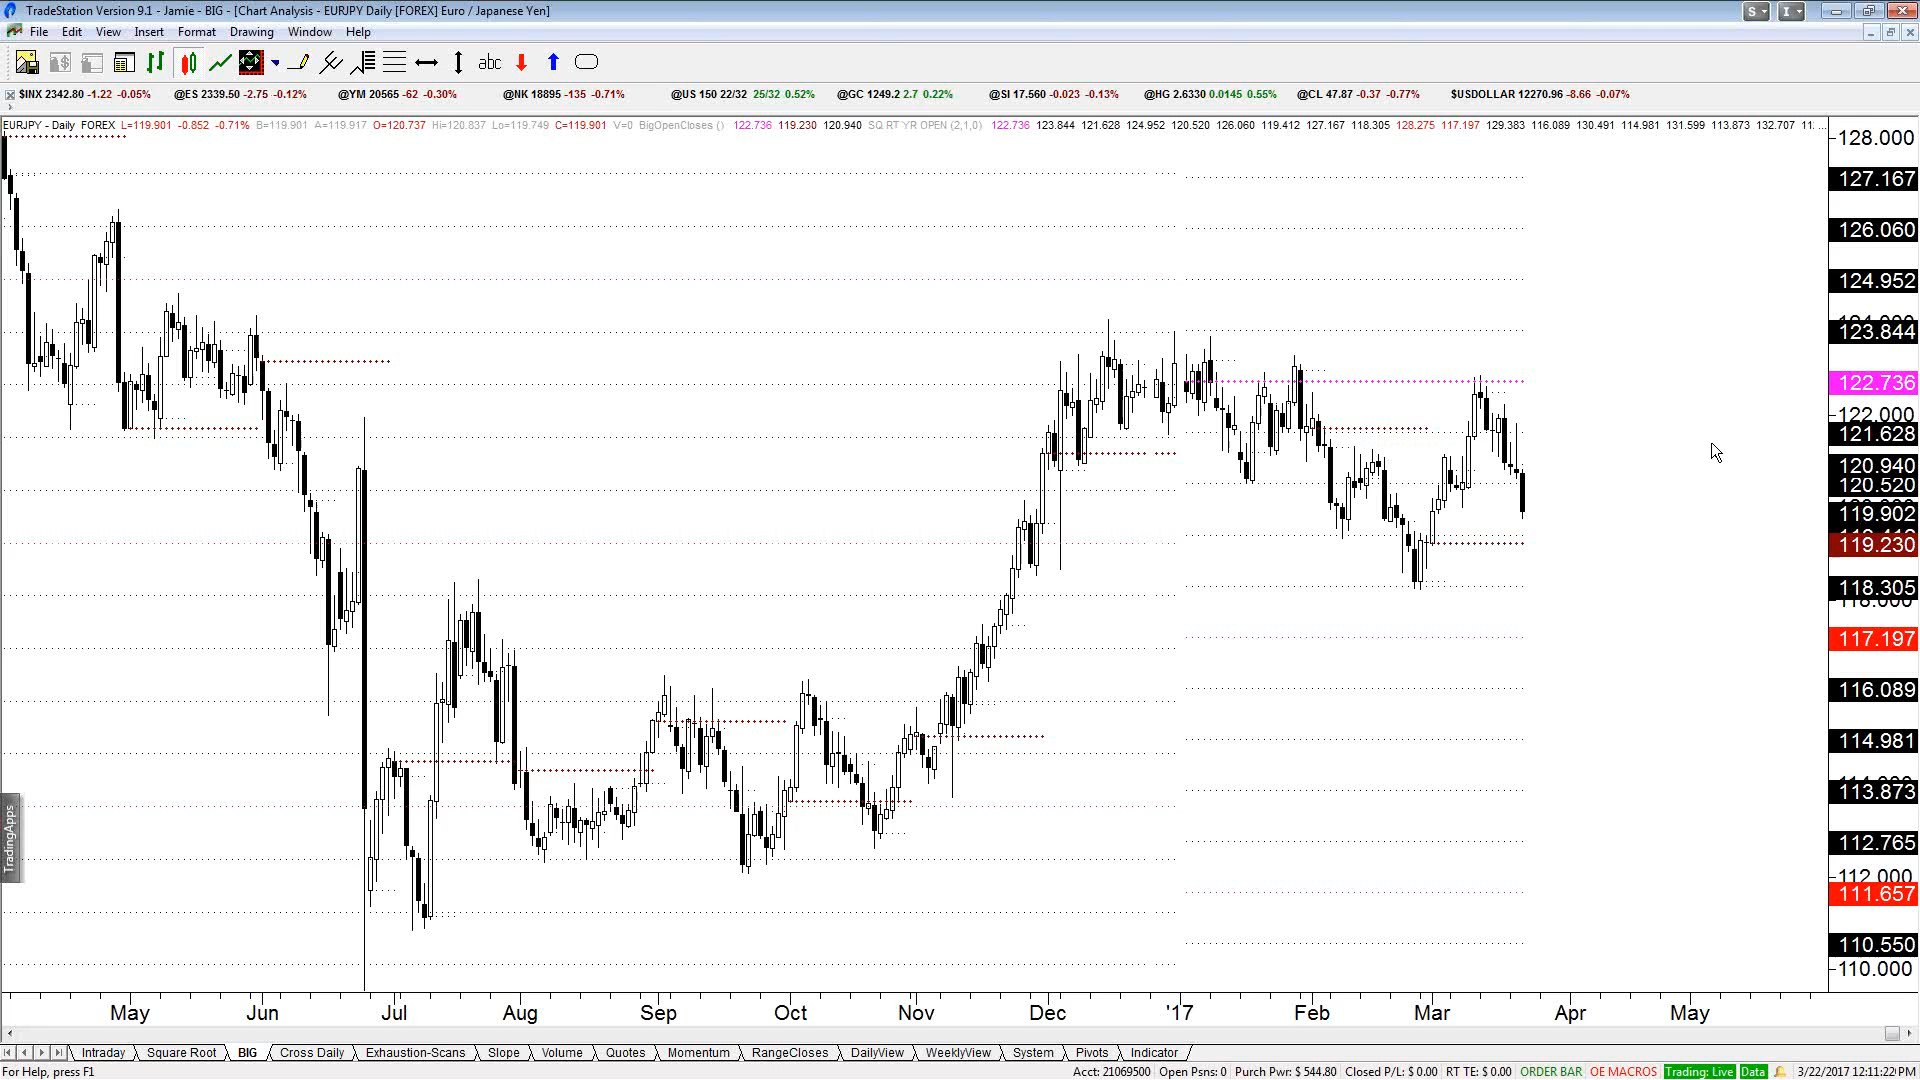 TradeStation Version 9.1 - Jamie - BIG - [Chart Analysis - EURJPY Daily [FOREX] Euro / Japanese Yen]
S I
File Edit View Insert Format Drawing Window Help
abc
$INX 2342.80 -1.22 -0.05% @ES 2339.50 -2.75 -0.12% @YM 20565 -62 -0.30% @NK 18895 -135 -0.71% @US 150 22/32 25/32 0.52% @GC 1249.2 2.7 0.22% @SI 17.560 -0.023 -0.13% @HG 2.6330 0.0145 0.55% @CL 47.87 -0.37 -0.77% $USDOLLAR 12270.96 -8.66 -0.07%
EURJPY - Daily FOREX L=119.901 -0.852 -0.71% B=119.901 A=119.917 O=120.737 Hi=120.837 Lo=119.749 C=119.901 V=0 BigOpenCloses () 122.736 119.230 120.940 SQ RT YR OPEN (2,1,0) 122.736 123.844 121.628 124.952 120.520 126.060 119.412 127.167 118.305 128.275 117.197 129.383 116.089 130.491 114.981 131.599 113.873 132.707 11: ...
128.000
127.167
126.060
124.952
123.844
122.736
122.000
121.628
120.940
120.520
119.902
119.230
118.305
118.000
117.197
116.089
114.981
113.873
112.765
112.000
111.657
110.550
110.000
TradingApps
May Jun Jul Aug Sep Oct Nov Dec '17 Feb Mar Apr May
Intraday Square Root BIG Cross Daily Exhaustion-Scans Slope Volume Quotes Momentum RangeCloses DailyView WeeklyView System Pivots Indicator
For Help, press F1 Acct: 21069500 Open Psns: 0 Purch Pwr: $ 544.80 Closed P/L: $ 0.00 RT TE: $ 0.00 ORDER BAR OE MACROS Trading: Live Data 3/22/2017 12:11:22 PM